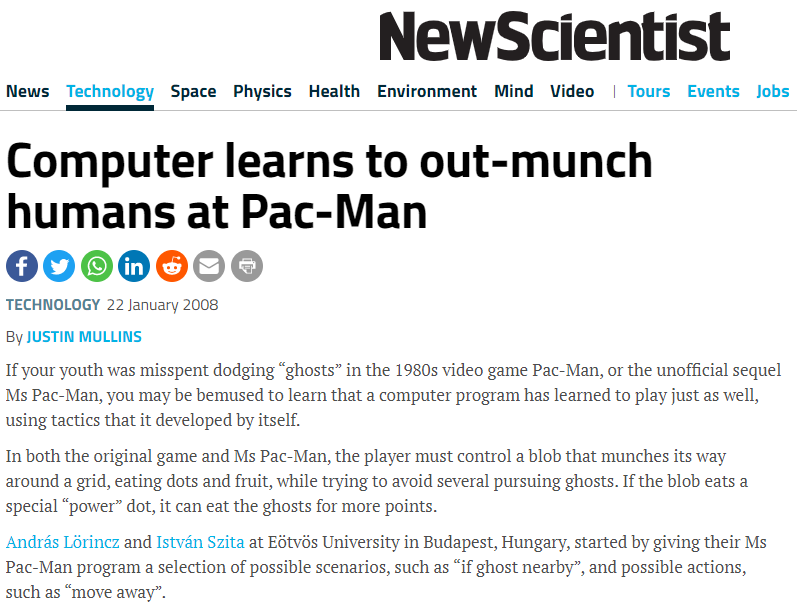 NewScientist
News Technology Space Physics Health Environment Mind Video | Tours Events Jobs
Computer learns to out-munch
humans at Pac-Man
TECHNOLOGY 22 January 2008
By JUSTIN MULLINS
If your youth was misspent dodging “ghosts” in the 1980s video game Pac-Man, or the unofficial sequel
Ms Pac-Man, you may be bemused to learn that a computer program has learned to play just as well,
using tactics that it developed by itself.
In both the original game and Ms Pac-Man, the player must control a blob that munches its way
around a grid, eating dots and fruit, while trying to avoid several pursuing ghosts. If the blob eats a
special “power” dot, it can eat the ghosts for more points.
András Lörincz and István Szita at Eötvös University in Budapest, Hungary, started by giving their Ms
Pac-Man program a selection of possible scenarios, such as “if ghost nearby”, and possible actions,
such as “move away”.